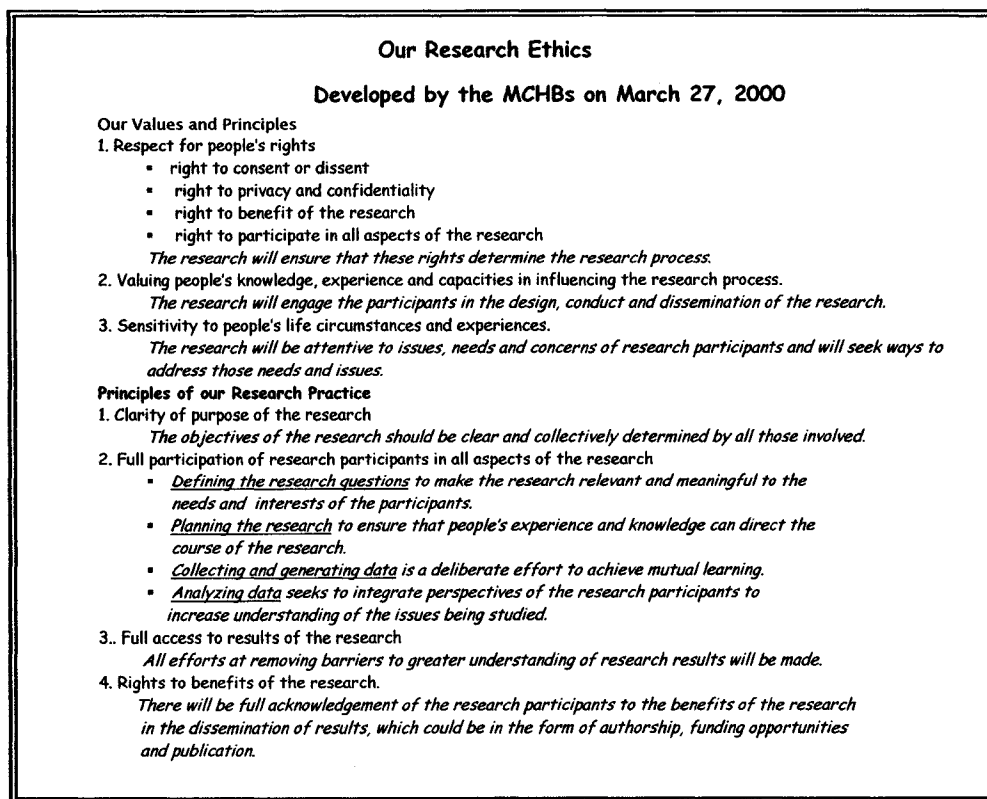 Our Research Ethics
Developed by the MCHBs on March 27, 2000
Our Values and Principles
1. Respect for people's rights
▪ right to consent or dissent
▪ right to privacy and confidentiality
▪ right to benefit of the research
▪ right to participate in all aspects of the research
The research will ensure that these rights determine the research process.
2. Valuing people's knowledge, experience and capacities in influencing the research process.
The research will engage the participants in the design, conduct and dissemination of the research.
3. Sensitivity to people's life circumstances and experiences.
The research will be attentive to issues, needs and concerns of research participants and will seek ways to
address those needs and issues.
Principles of our Research Practice
1. Clarity of purpose of the research
The objectives of the research should be clear and collectively determined by all those involved.
2. Full participation of research participants in all aspects of the research
▪ Defining the research questions to make the research relevant and meaningful to the
needs and interests of the participants.
▪ Planning the research to ensure that people's experience and knowledge can direct the
course of the research.
▪ Collecting and generating data is a deliberate effort to achieve mutual learning.
▪ Analyzing data seeks to integrate perspectives of the research participants to
increase understanding of the issues being studied.
3.. Full access to results of the research
All efforts at removing barriers to greater understanding of research results will be made.
4. Rights to benefits of the research.
There will be full acknowledgement of the research participants to the benefits of the research
in the dissemination of results, which could be in the form of authorship, funding opportunities
and publication.